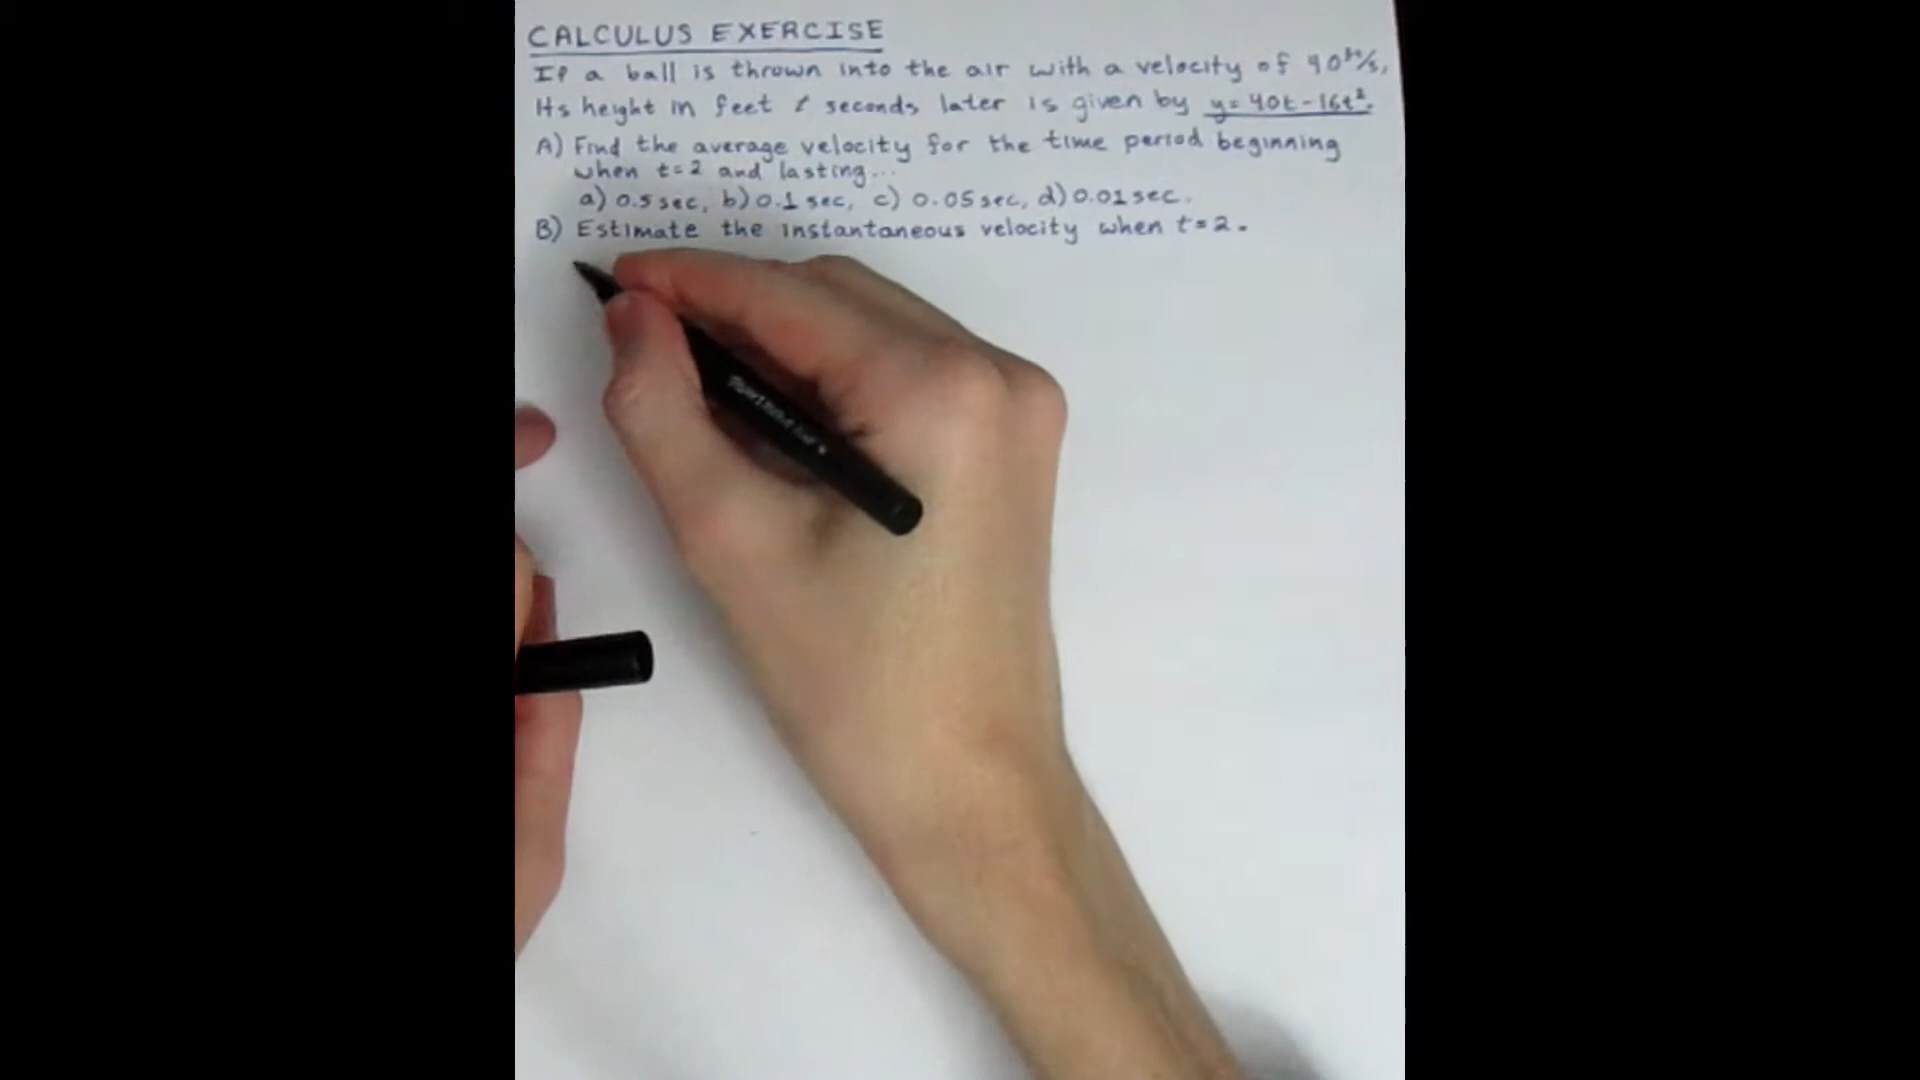 CALCULUS EXERCISE
If a ball is thrown into the air with a velocity of 40 ft/s,
Its height in feet t seconds later is given by y=40t-16t².
A) Find the average velocity for the time period beginning
when t=2 and lasting...
a) 0.5 sec, b) 0.1 sec, c) 0.05 sec, d) 0.01 sec.
B) Estimate the instantaneous velocity when t=2.